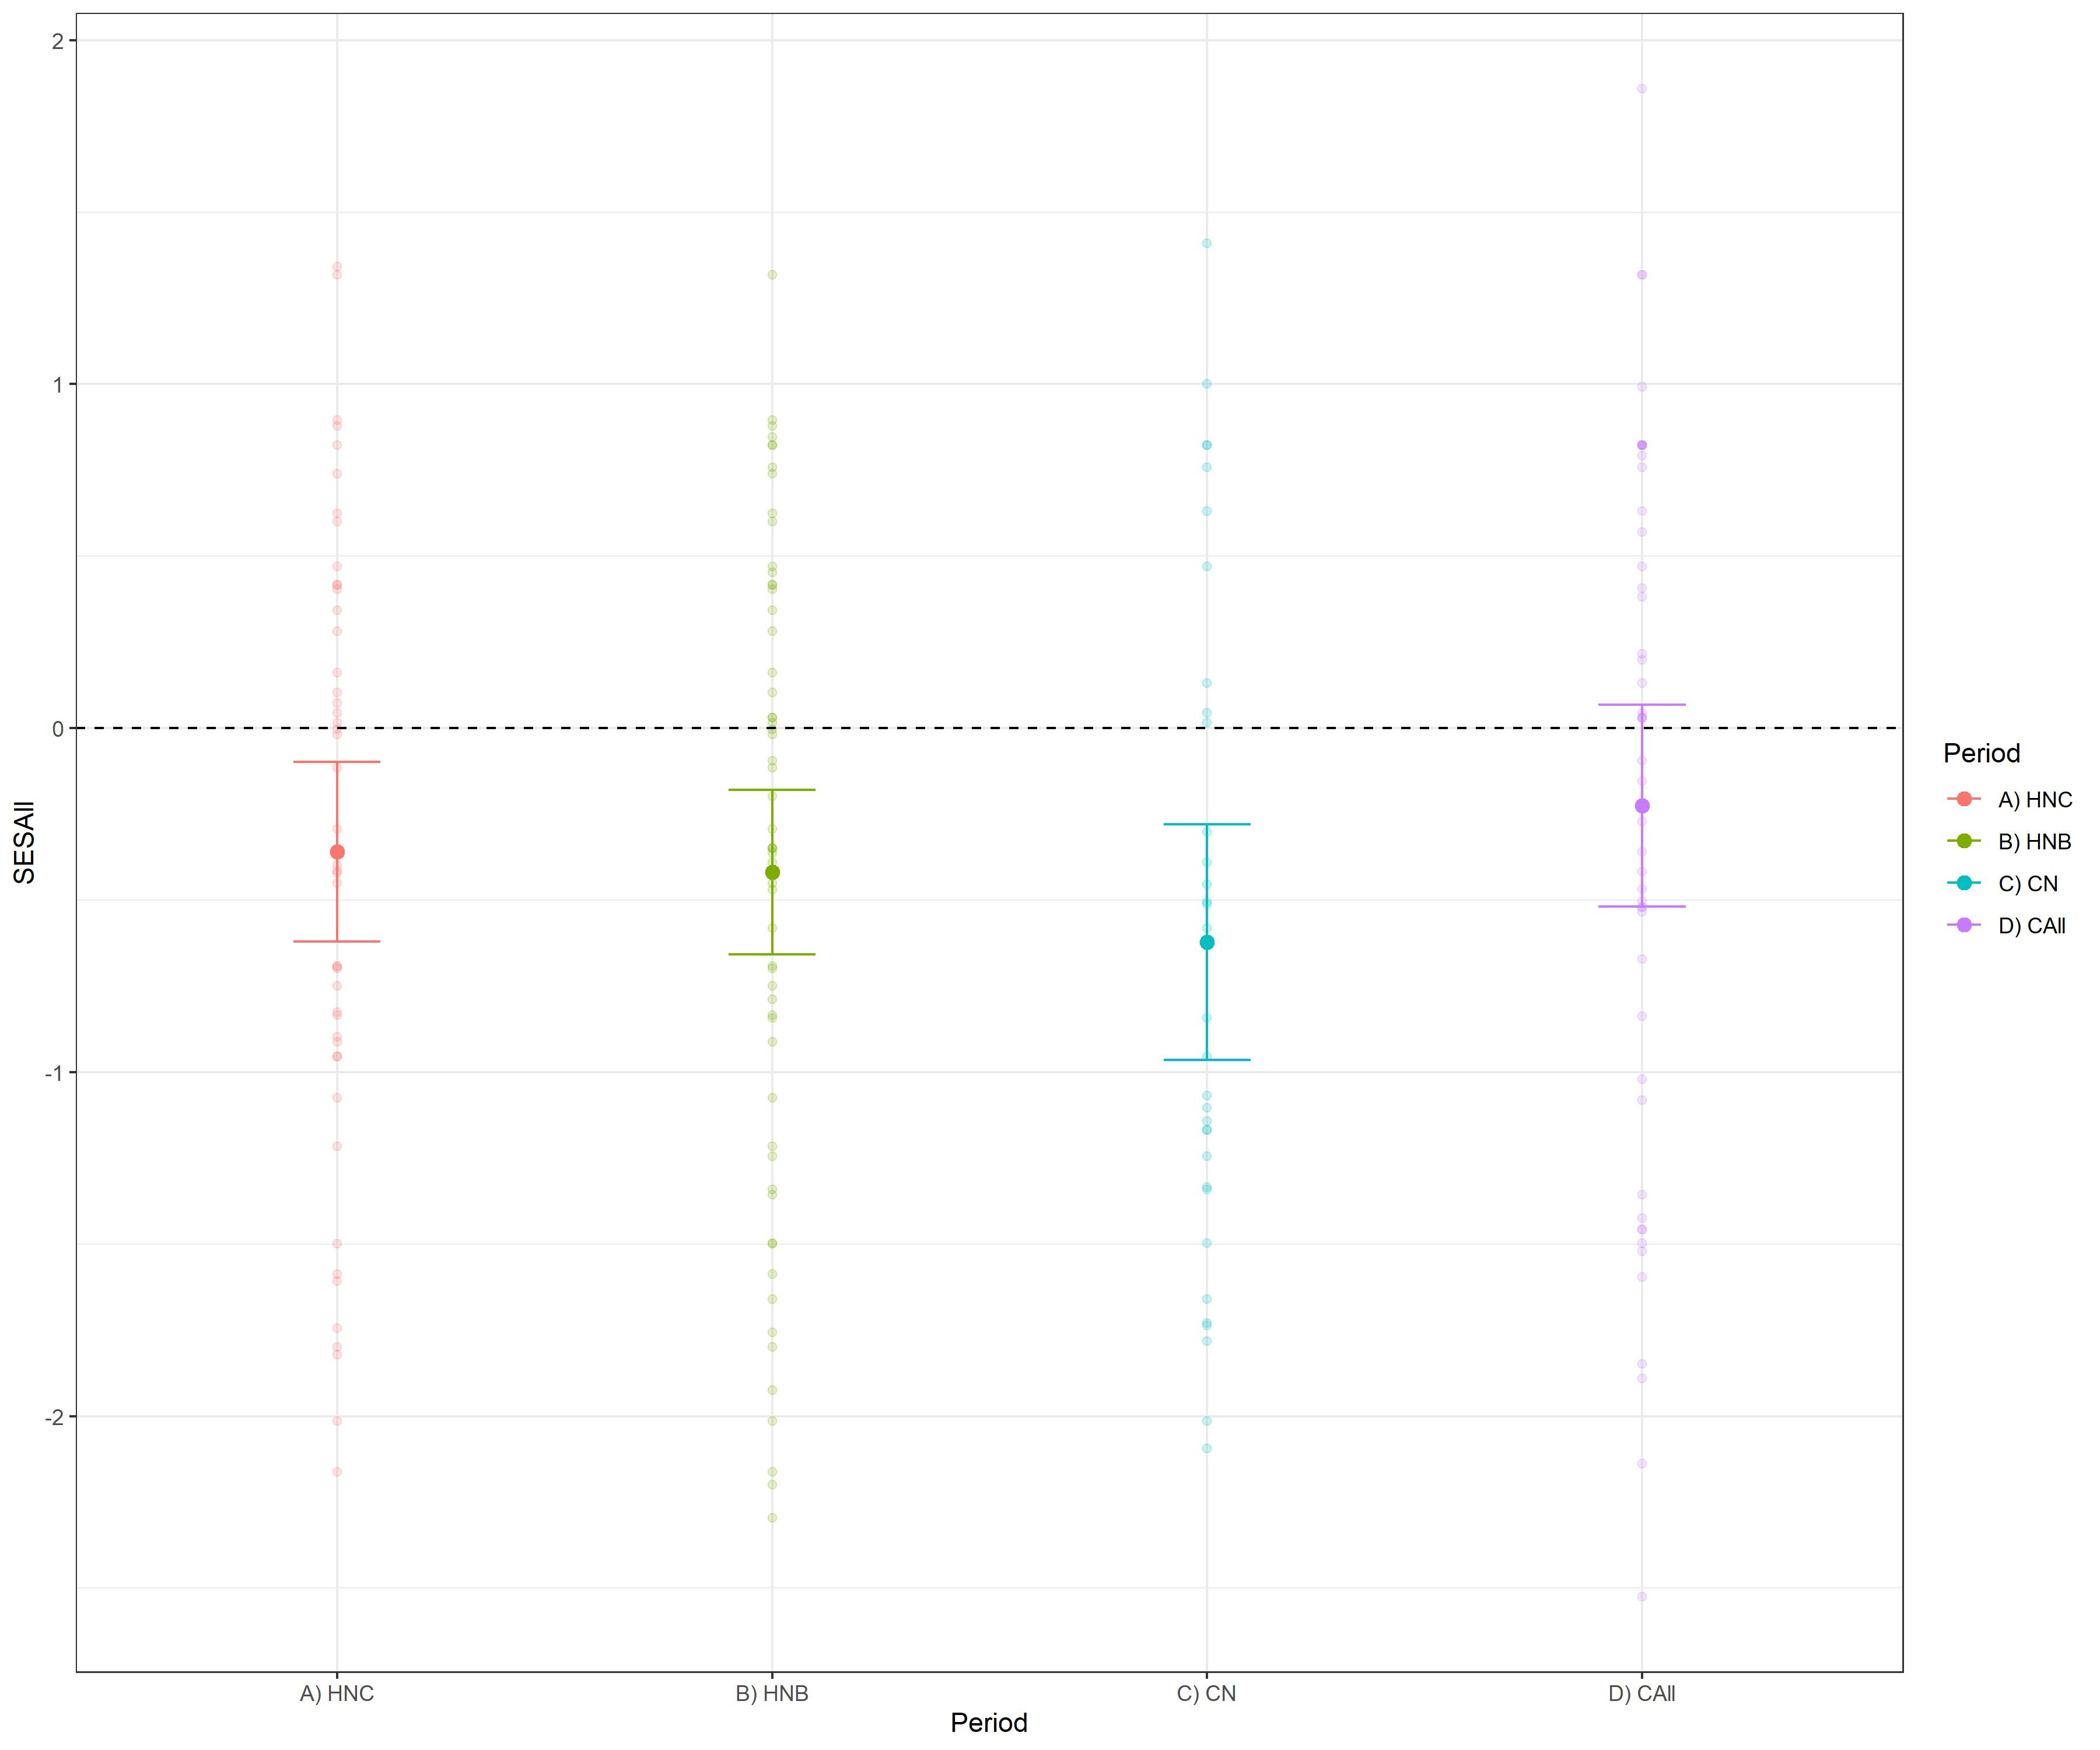 2
1
0
-1
-2
SESAll
A) HNC
B) HNB
C) CN
D) CAll
Period
Period
A) HNC
B) HNB
C) CN
D) CAll